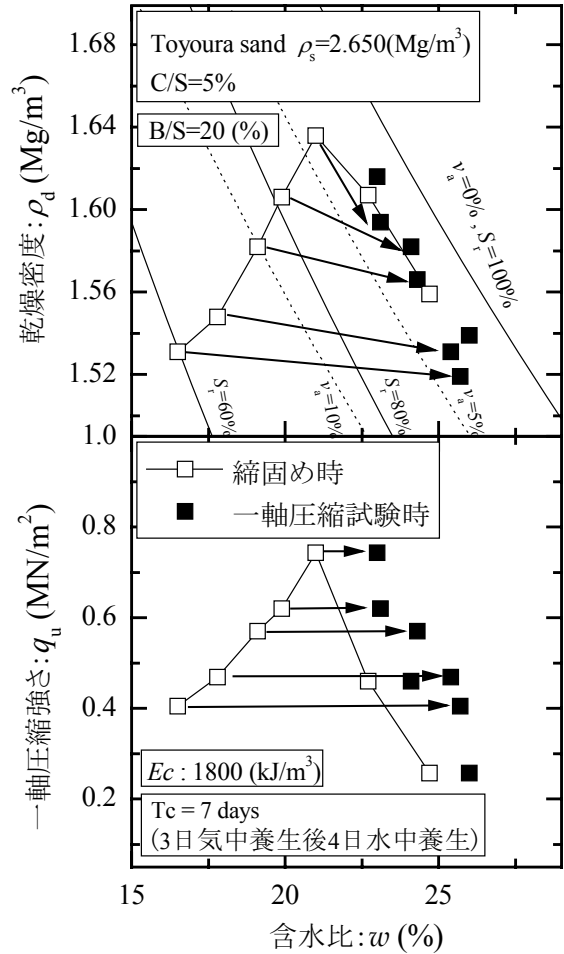 1.68
1.64
1.60
1.56
1.52
乾燥密度:ρd (Mg/m³)
Toyoura sand ρs=2.650(Mg/m³)
C/S=5%
B/S=20 (%)
va=0% , Sr=100%
Sr=60%
va=10%
Sr=80%
va=5%
1.0
0.8
0.6
0.4
0.2
一軸圧縮強さ:qu (MN/m²)
締固め時
一軸圧縮試験時
Ec : 1800 (kJ/m³)
Tc = 7 days
(3日気中養生後4日水中養生)
15 20 25
含水比:w (%)